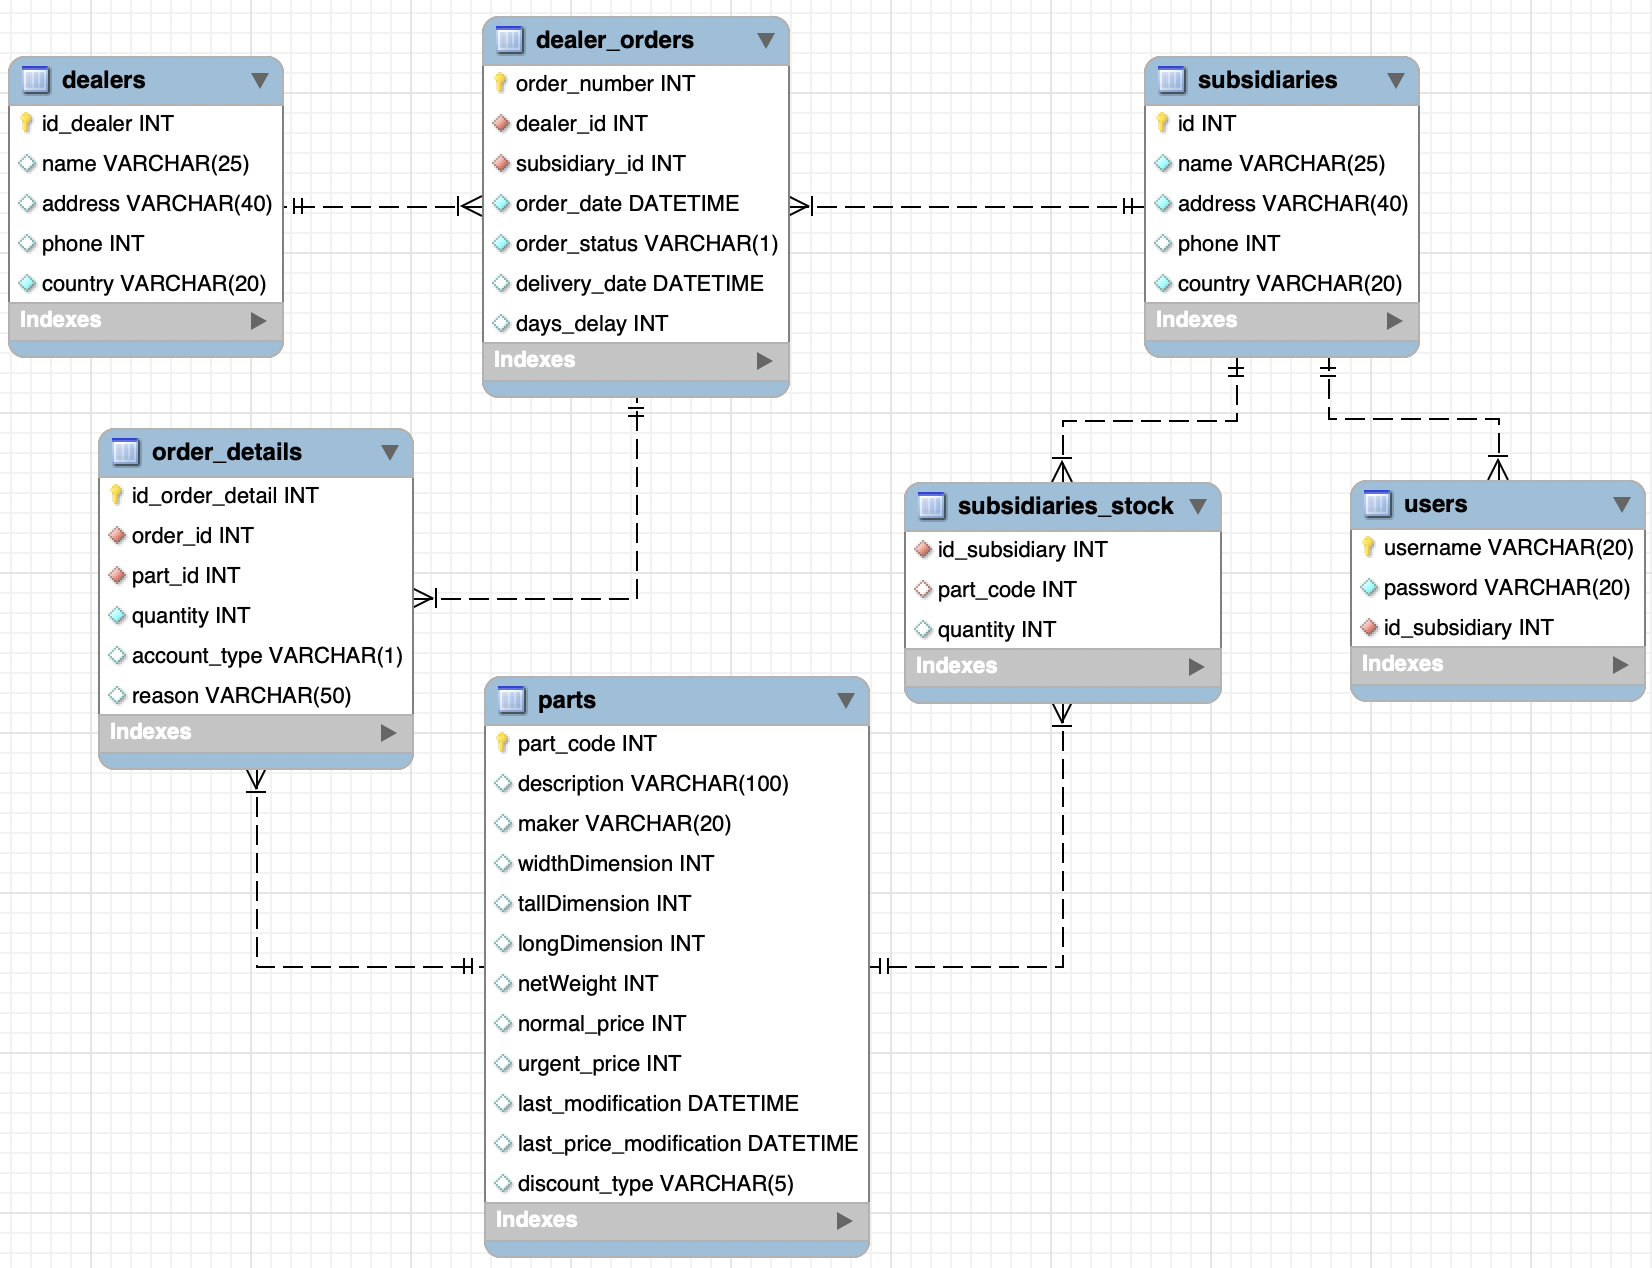 dealers
id_dealer INT
name VARCHAR(25)
address VARCHAR(40)
phone INT
country VARCHAR(20)
Indexes
dealer_orders
order_number INT
dealer_id INT
subsidiary_id INT
order_date DATETIME
order_status VARCHAR(1)
delivery_date DATETIME
days_delay INT
Indexes
subsidiaries
id INT
name VARCHAR(25)
address VARCHAR(40)
phone INT
country VARCHAR(20)
Indexes
order_details
id_order_detail INT
order_id INT
part_id INT
quantity INT
account_type VARCHAR(1)
reason VARCHAR(50)
Indexes
subsidiaries_stock
id_subsidiary INT
part_code INT
quantity INT
Indexes
users
username VARCHAR(20)
password VARCHAR(20)
id_subsidiary INT
Indexes
parts
part_code INT
description VARCHAR(100)
maker VARCHAR(20)
widthDimension INT
tallDimension INT
longDimension INT
netWeight INT
normal_price INT
urgent_price INT
last_modification DATETIME
last_price_modification DATETIME
discount_type VARCHAR(5)
Indexes